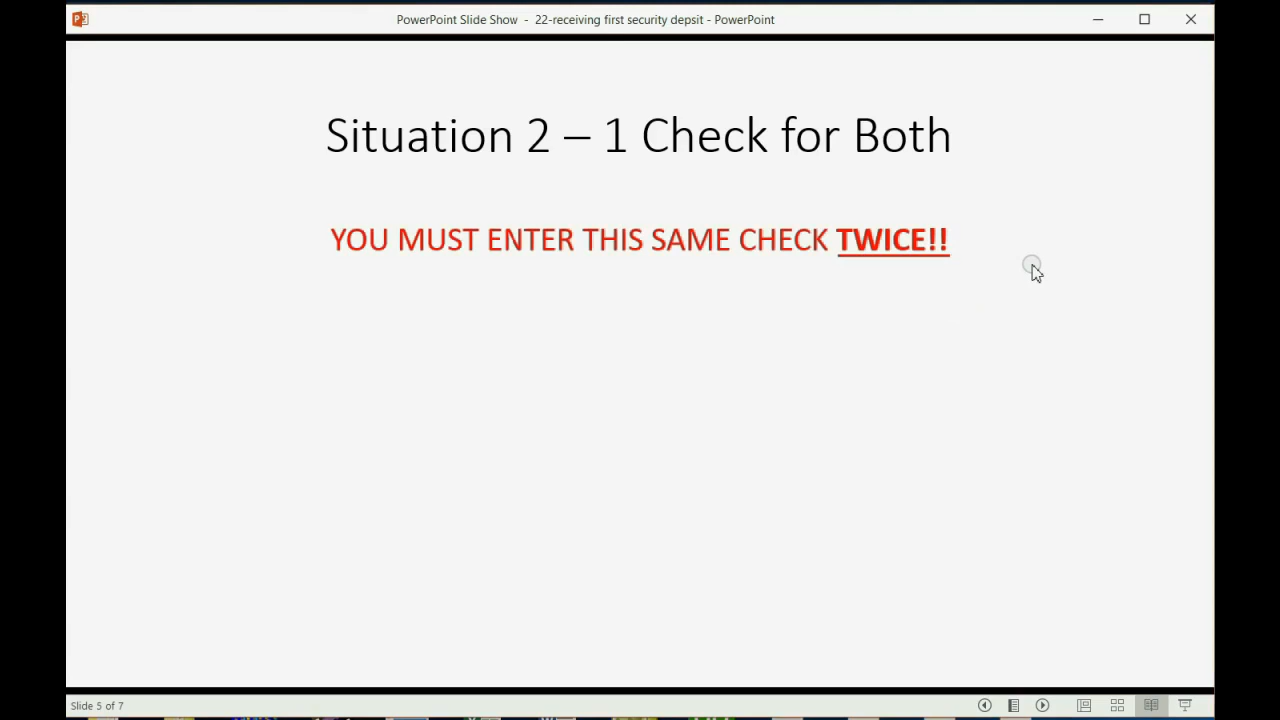 PowerPoint Slide Show - 22-receiving first security depsit - PowerPoint
Situation 2 – 1 Check for Both
YOU MUST ENTER THIS SAME CHECK TWICE!!
Slide 5 of 7